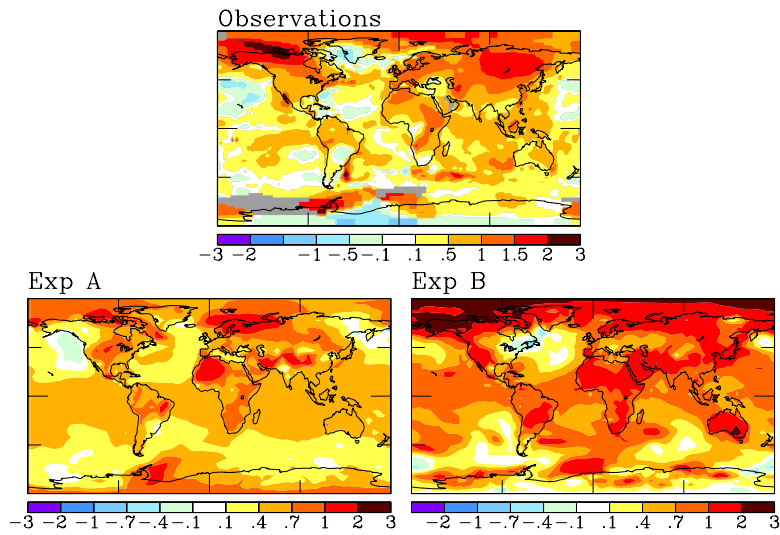 Observations
-3 -2 -1 -.5 -.1 .1 .5 1 1.5 2 3
Exp A
Exp B
-3 -2 -1 -.7 -.4 -.1 .1 .4 .7 1 2 3
-2 -1 -.7 -.4 -.1 .1 .4 .7 1 2 3